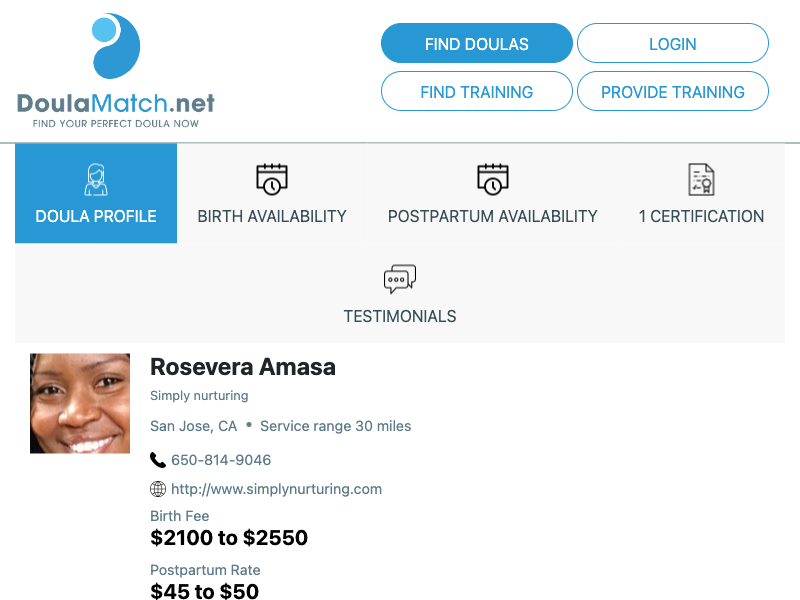 FIND DOULAS
LOGIN
DoulaMatch.net
FIND YOUR PERFECT DOULA NOW
FIND TRAINING
PROVIDE TRAINING
DOULA PROFILE
BIRTH AVAILABILITY
POSTPARTUM AVAILABILITY
1 CERTIFICATION
TESTIMONIALS
Rosevera Amasa
Simply nurturing
San Jose, CA • Service range 30 miles
650-814-9046
http://www.simplynurturing.com
Birth Fee
$2100 to $2550
Postpartum Rate
$45 to $50